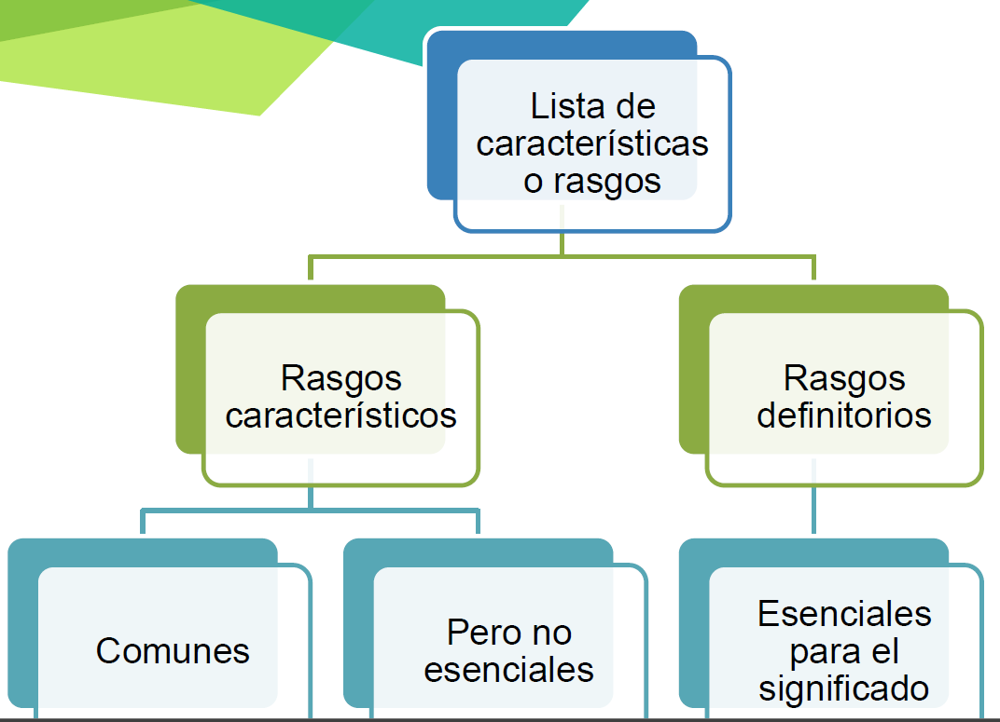 Lista de
características
o rasgos
Rasgos
característicos
Rasgos
definitorios
Comunes
Pero no
esenciales
Esenciales
para el
significado